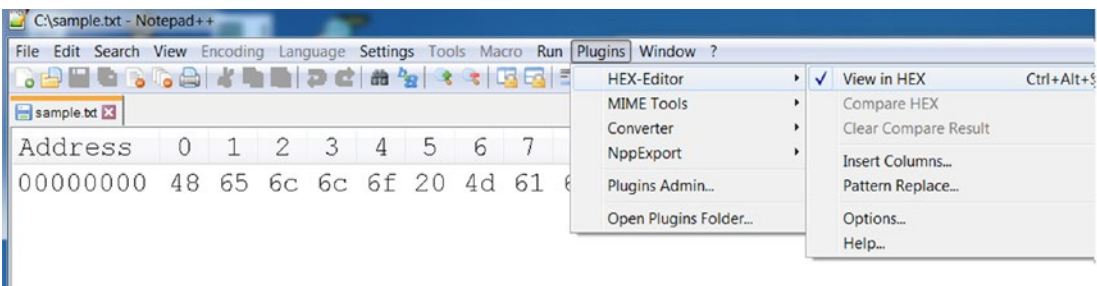 C:\sample.txt - Notepad++
File Edit Search View Encoding Language Settings Tools Macro Run Plugins Window ?
HEX-Editor
View in HEX Ctrl+Alt+
sample.txt
MIME Tools
Compare HEX
Address 0 1 2 3 4 5 6 7
Converter
Clear Compare Result
NppExport
Insert Columns...
00000000 48 65 6c 6c 6f 20 4d 61
Plugins Admin...
Pattern Replace...
Open Plugins Folder...
Options...
Help...